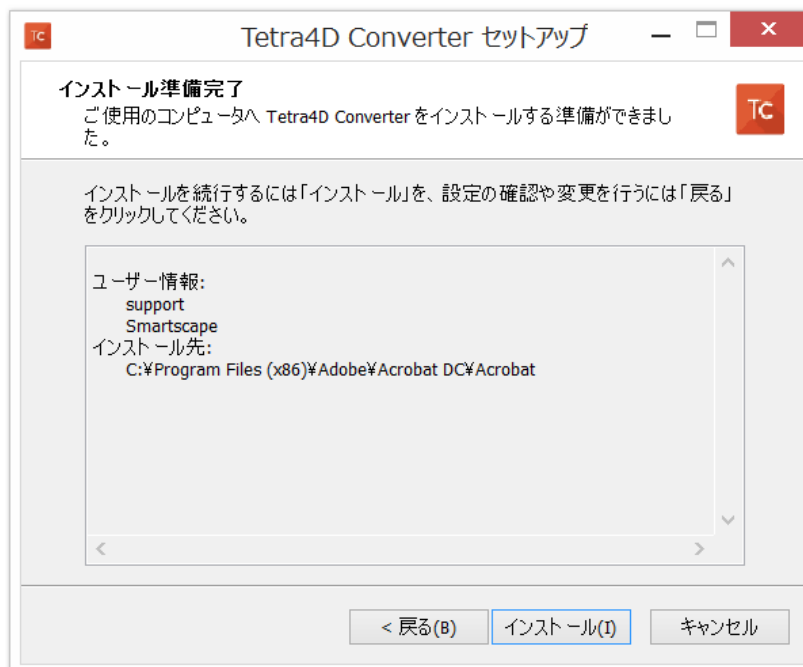 TC
Tetra4D Converter セットアップ
インストール準備完了
ご使用のコンピュータへ Tetra4D Converter をインストールする準備ができまし
た。
TC
インストールを続行するには「インストール」を、設定の確認や変更を行うには「戻る」
をクリックしてください。
ユーザー情報:
support
Smartscape
インストール先:
C:¥Program Files (x86)¥Adobe¥Acrobat DC¥Acrobat
< 戻る(B)
インストール(I)
キャンセル